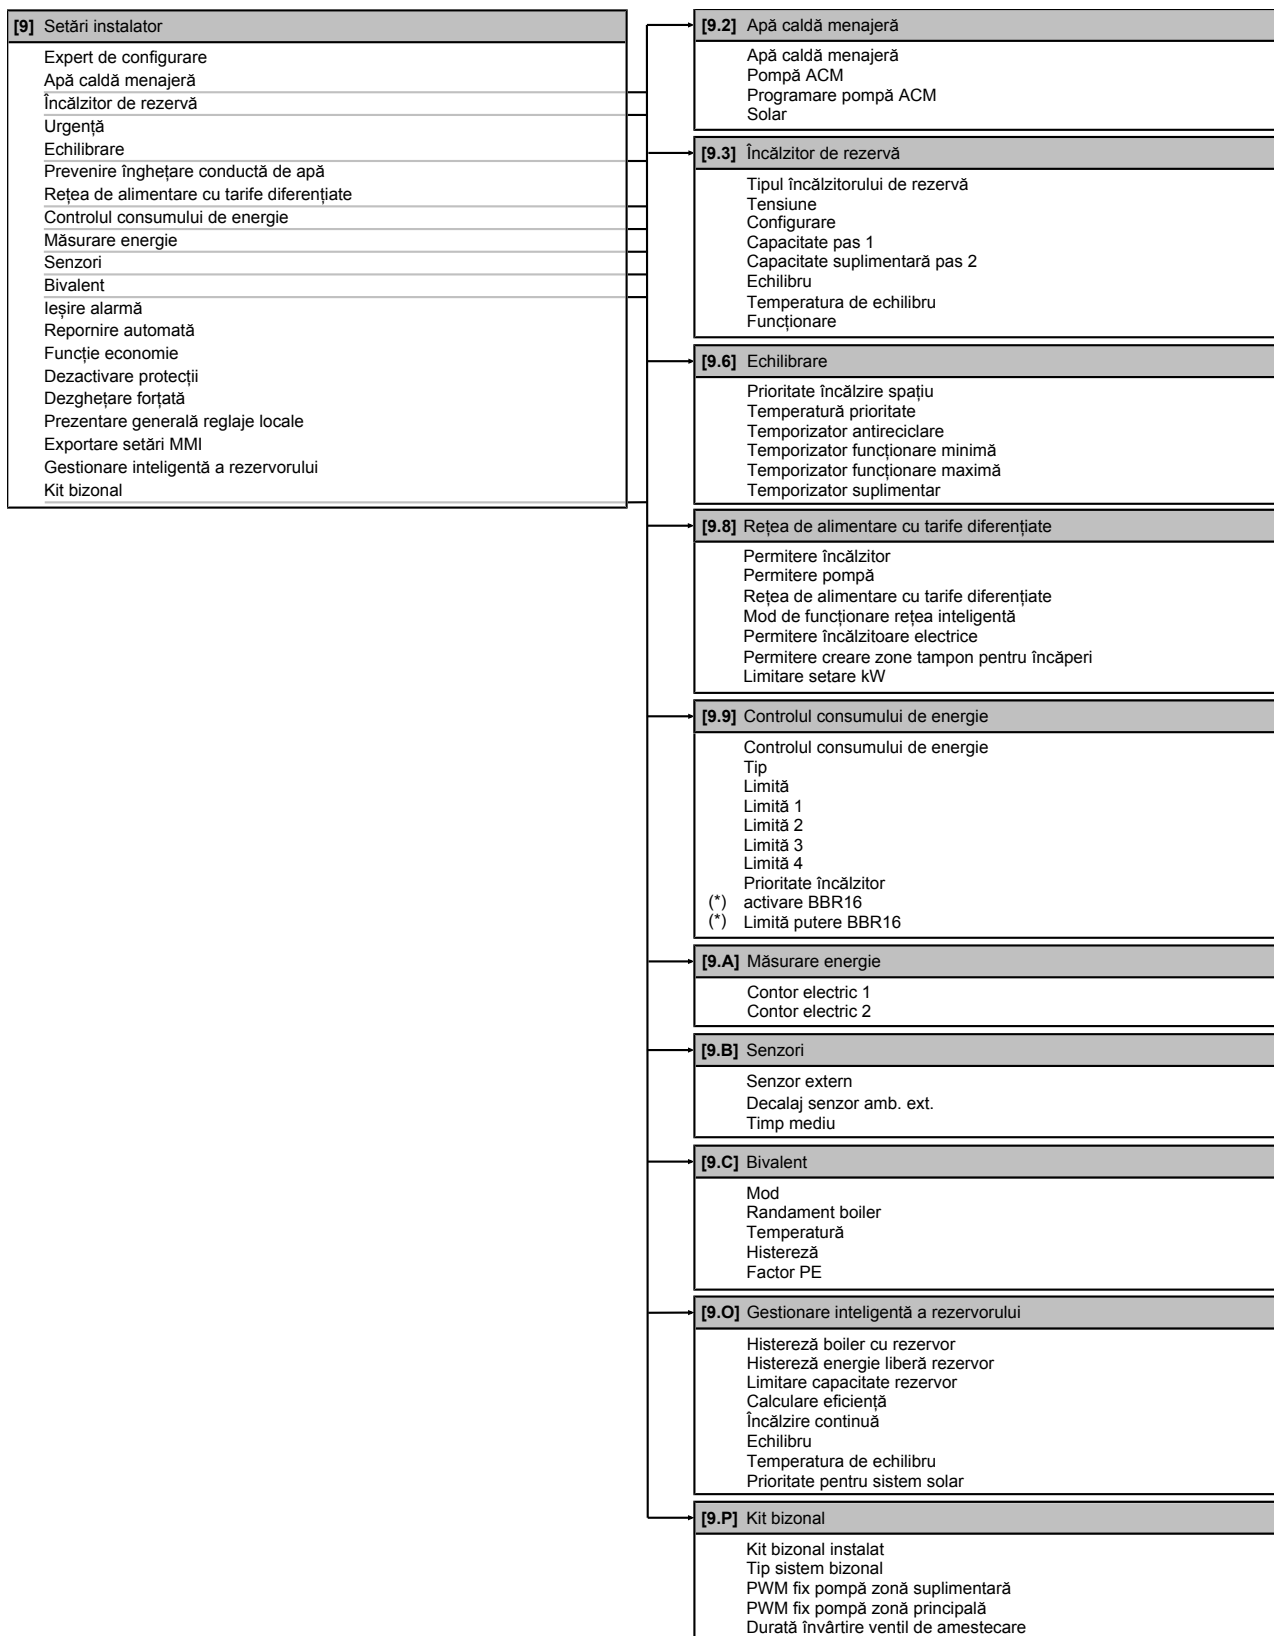 [9] Setări instalator
Expert de configurare
Apă caldă menajeră
Încălzitor de rezervă
Urgență
Echilibrare
Prevenire înghețare conductă de apă
Rețea de alimentare cu tarife diferențiate
Controlul consumului de energie
Măsurare energie
Senzori
Bivalent
Ieșire alarmă
Repornire automată
Funcție economie
Dezactivare protecții
Dezghețare forțată
Prezentare generală reglaje locale
Exportare setări MMI
Gestionare inteligentă a rezervorului
Kit bizonal
[9.2] Apă caldă menajeră
Apă caldă menajeră
Pompă ACM
Programare pompă ACM
Solar
[9.3] Încălzitor de rezervă
Tipul încălzitorului de rezervă
Tensiune
Configurare
Capacitate pas 1
Capacitate suplimentară pas 2
Echilibru
Temperatura de echilibru
Funcționare
[9.6] Echilibrare
Prioritate încălzire spațiu
Temperatură prioritate
Temporizator antireciclare
Temporizator funcționare minimă
Temporizator funcționare maximă
Temporizator suplimentar
[9.8] Rețea de alimentare cu tarife diferențiate
Permitere încălzitor
Permitere pompă
Rețea de alimentare cu tarife diferențiate
Mod de funcționare rețea inteligentă
Permitere încălzitoare electrice
Permitere creare zone tampon pentru încăperi
Limitare setare kW
[9.9] Controlul consumului de energie
Controlul consumului de energie
Tip
Limită
Limită 1
Limită 2
Limită 3
Limită 4
Prioritate încălzitor
(*) activare BBR16
(*) Limită putere BBR16
[9.A] Măsurare energie
Contor electric 1
Contor electric 2
[9.B] Senzori
Senzor extern
Decalaj senzor amb. ext.
Timp mediu
[9.C] Bivalent
Mod
Randament boiler
Temperatură
Histereză
Factor PE
[9.O] Gestionare inteligentă a rezervorului
Histereză boiler cu rezervor
Histereză energie liberă rezervor
Limitare capacitate rezervor
Calculare eficiență
Încălzire continuă
Echilibru
Temperatura de echilibru
Prioritate pentru sistem solar
[9.P] Kit bizonal
Kit bizonal instalat
Tip sistem bizonal
PWM fix pompă zonă suplimentară
PWM fix pompă zonă principală
Durată învârtire ventil de amestecare